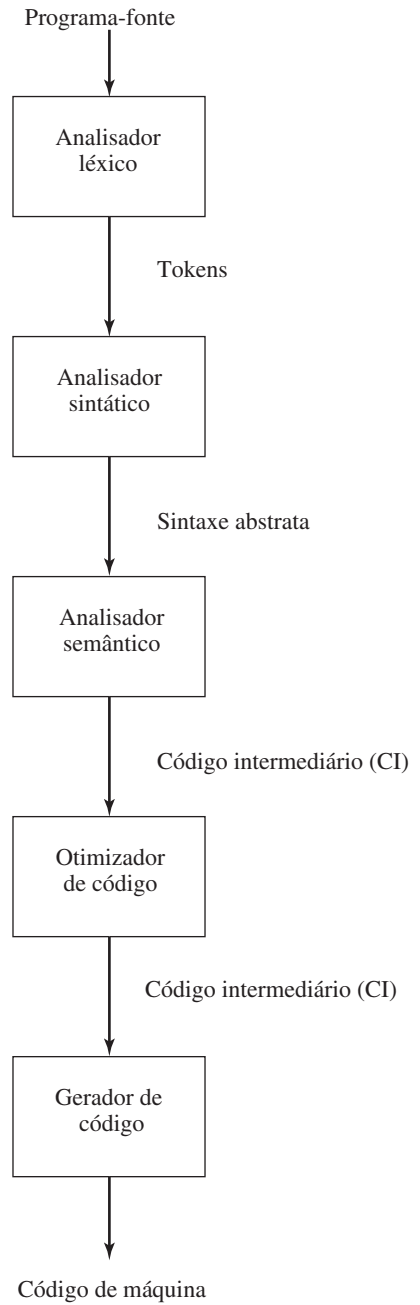 Programa-fonte
Analisador
léxico
Tokens
Analisador
sintático
Sintaxe abstrata
Analisador
semântico
Código intermediário (CI)
Otimizador
de código
Código intermediário (CI)
Gerador de
código
Código de máquina